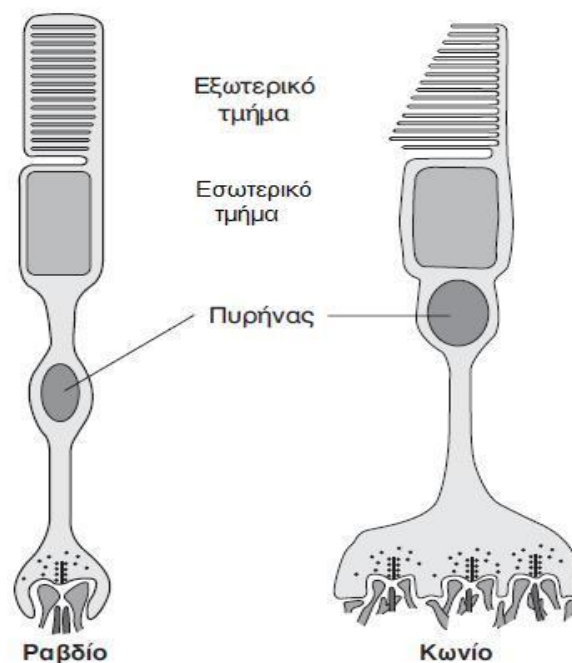 Εξωτερικό
τμήμα
Εσωτερικό
τμήμα
Πυρήνας
Ραβδίο
Κωνίο